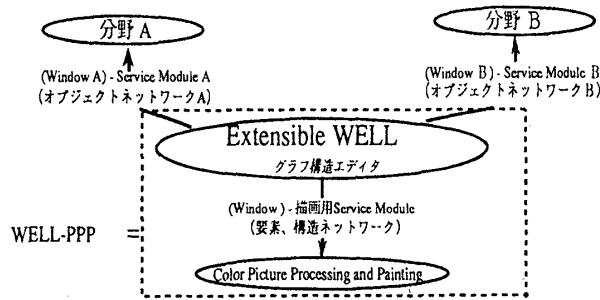 分野 A
分野 B
(Window A) - Service Module A
(オブジェクトネットワークA)
(Window B) - Service Module B
(オブジェクトネットワークB)
Extensible WELL
グラフ構造エディタ
(Window) - 描画用Service Module
(要素、構造ネットワーク)
WELL-PPP =
Color Picture Processing and Painting